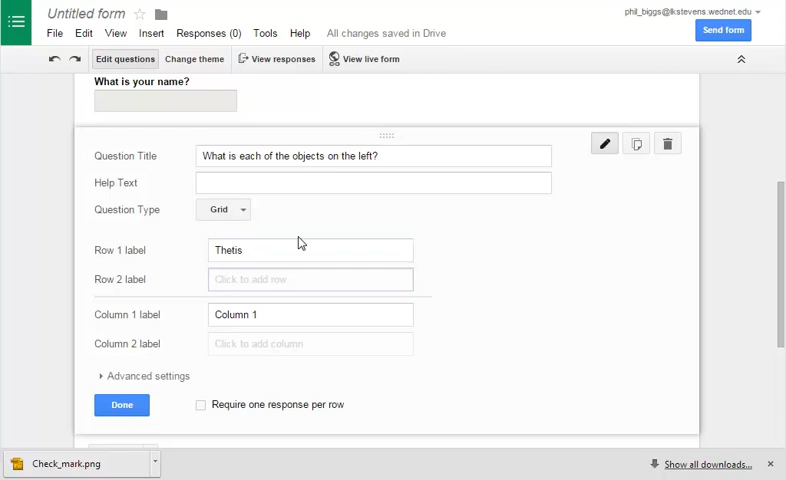 Untitled form
phil_biggs@lkstevens.wednet.edu
File Edit View Insert Responses (0) Tools Help All changes saved in Drive
Send form
Edit questions Change theme View responses View live form
What is your name?
Question Title What is each of the objects on the left?
Help Text
Question Type Grid
Row 1 label Thetis
Row 2 label Click to add row
Column 1 label Column 1
Column 2 label Click to add column
Advanced settings
Done Require one response per row
Check_mark.png Show all downloads...